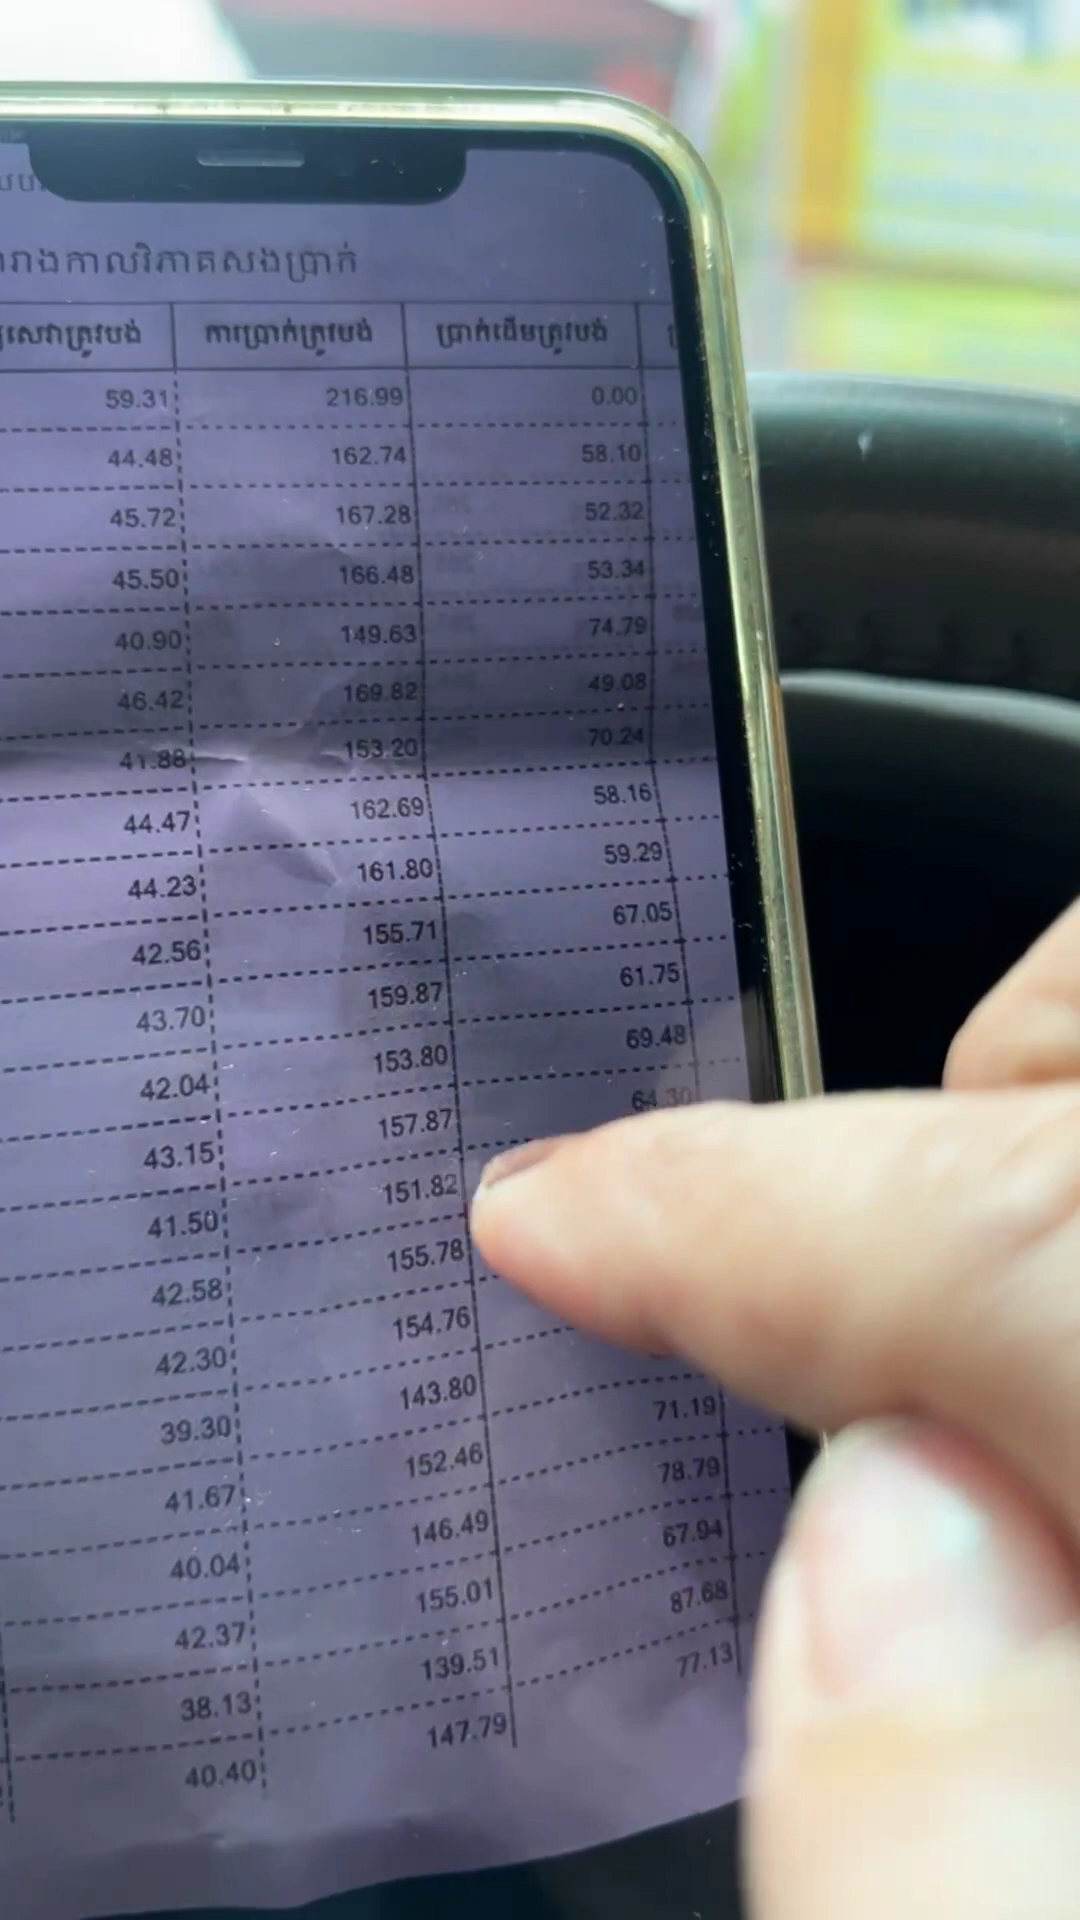 កាលវិភាគសងប្រាក់
សេវាត្រូវបង់ ការប្រាក់ត្រូវបង់ ប្រាក់ដើមត្រូវបង់
59.31 216.99 0.00
44.48 162.74 58.10
45.72 167.28 52.32
45.50 166.48 53.34
40.90 149.63 74.79
46.42 169.82 49.08
41.88 153.20 70.24
44.47 162.69 58.16
44.23 161.80 59.29
42.56 155.71 67.05
43.70 159.87 61.75
42.04 153.80 69.48
43.15 157.87 64.30
41.50 151.82
42.58 155.78
42.30 154.76
39.30 143.80
41.67 152.46 71.19
40.04 146.49 78.79
42.37 155.01 67.94
38.13 139.51 87.68
40.40 147.79 77.13